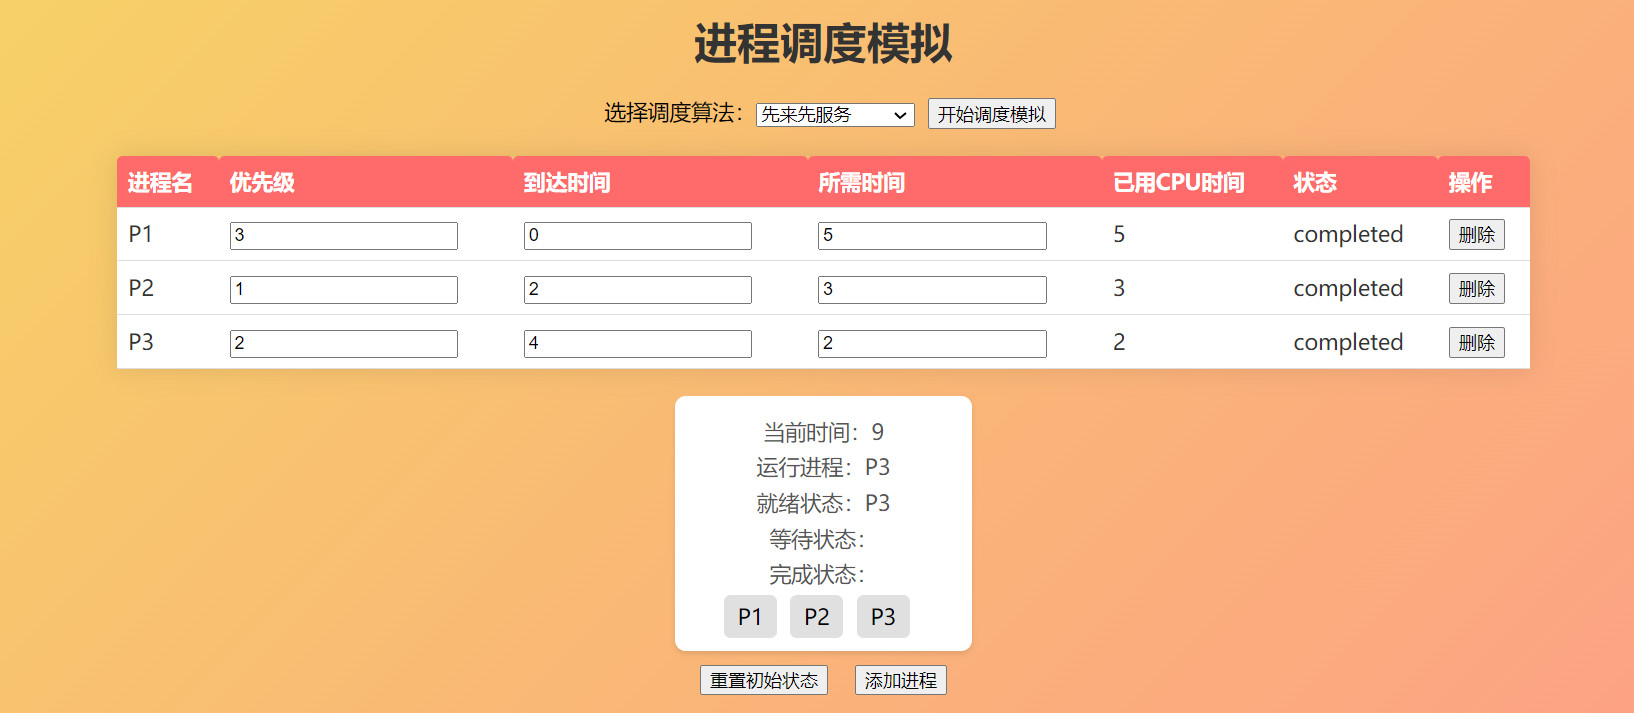 进程调度模拟
选择调度算法： 先来先服务 开始调度模拟
进程名 优先级 到达时间 所需时间 已用CPU时间 状态 操作
P1 3 0 5 5 completed 删除
P2 1 2 3 3 completed 删除
P3 2 4 2 2 completed 删除
当前时间：9
运行进程：P3
就绪状态：P3
等待状态：
完成状态：
P1 P2 P3
重置初始状态 添加进程